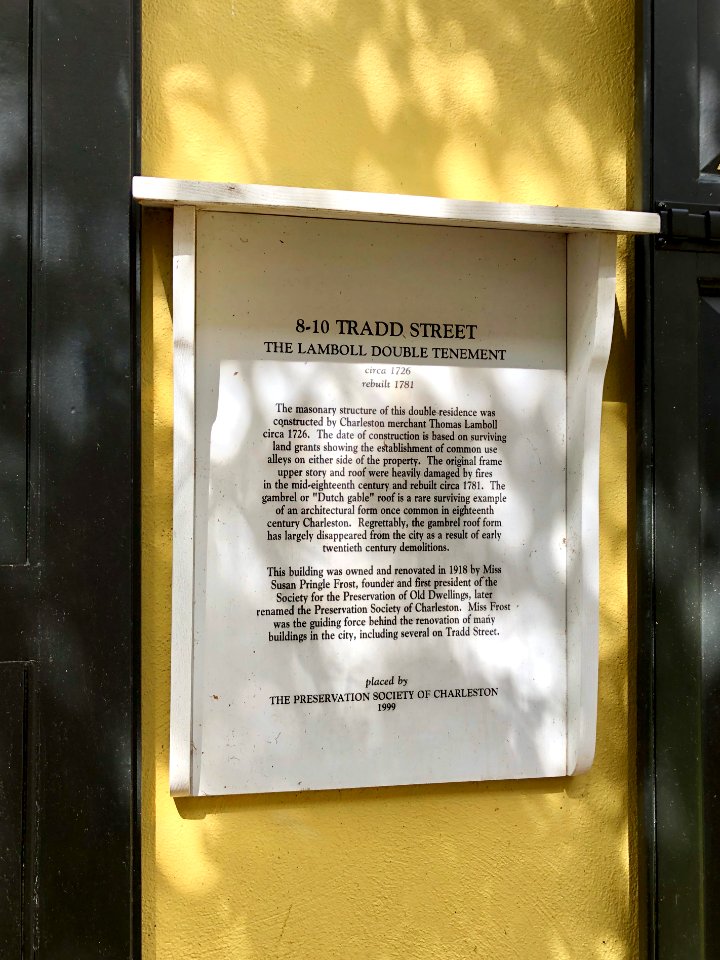 8-10 TRADD STREET
THE LAMBOLL DOUBLE TENEMENT
circa 1726
rebuilt 1781
The masonary structure of this double residence was
constructed by Charleston merchant Thomas Lamboll
circa 1726. The date of construction is based on surviving
land grants showing the establishment of common use
alleys on either side of the property. The original frame
upper story and roof were heavily damaged by fires
in the mid-eighteenth century and rebuilt circa 1781. The
gambrel or "Dutch gable" roof is a rare surviving example
of an architectural form once common in eighteenth
century Charleston. Regrettably, the gambrel roof form
has largely disappeared from the city as a result of early
twentieth century demolitions.
This building was owned and renovated in 1918 by Miss
Susan Pringle Frost, founder and first president of the
Society for the Preservation of Old Dwellings, later
renamed the Preservation Society of Charleston. Miss Frost
was the guiding force behind the renovation of many
buildings in the city, including several on Tradd Street.
placed by
THE PRESERVATION SOCIETY OF CHARLESTON
1999